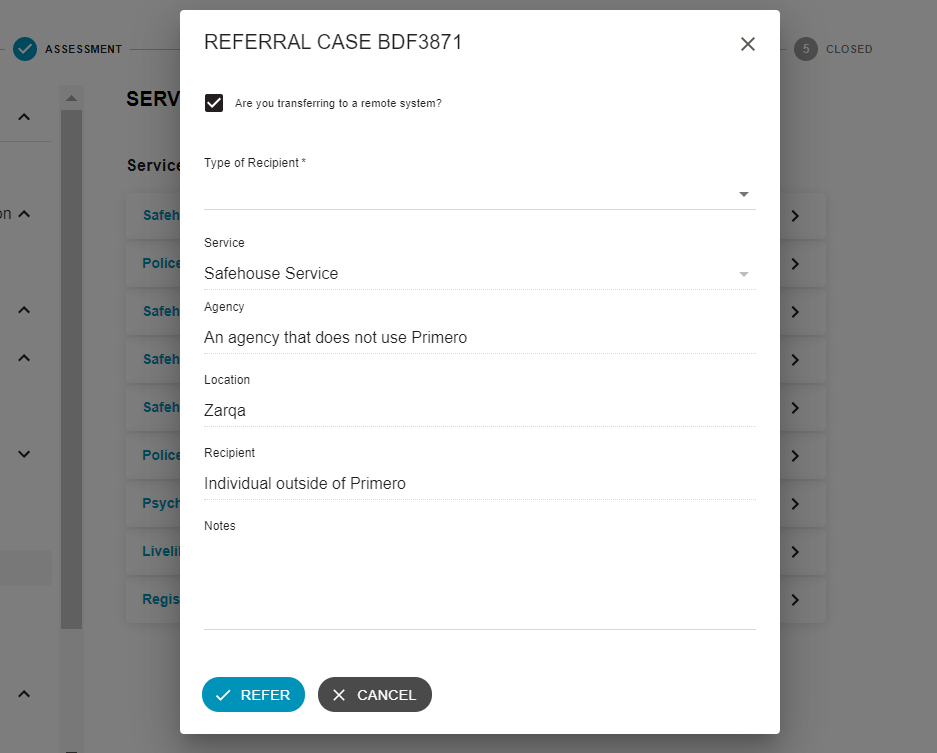 REFERRAL CASE BDF3871
ASSESSMENT
5 CLOSED
SERV
Are you transferring to a remote system?
Type of Recipient *
Service
on
Safeh
Police
Safeh
Safeh
Safeh
Police
Psych
Livelil
Regis
Service
Safehouse Service
Agency
An agency that does not use Primero
Location
Zarqa
Recipient
Individual outside of Primero
Notes
REFER
CANCEL